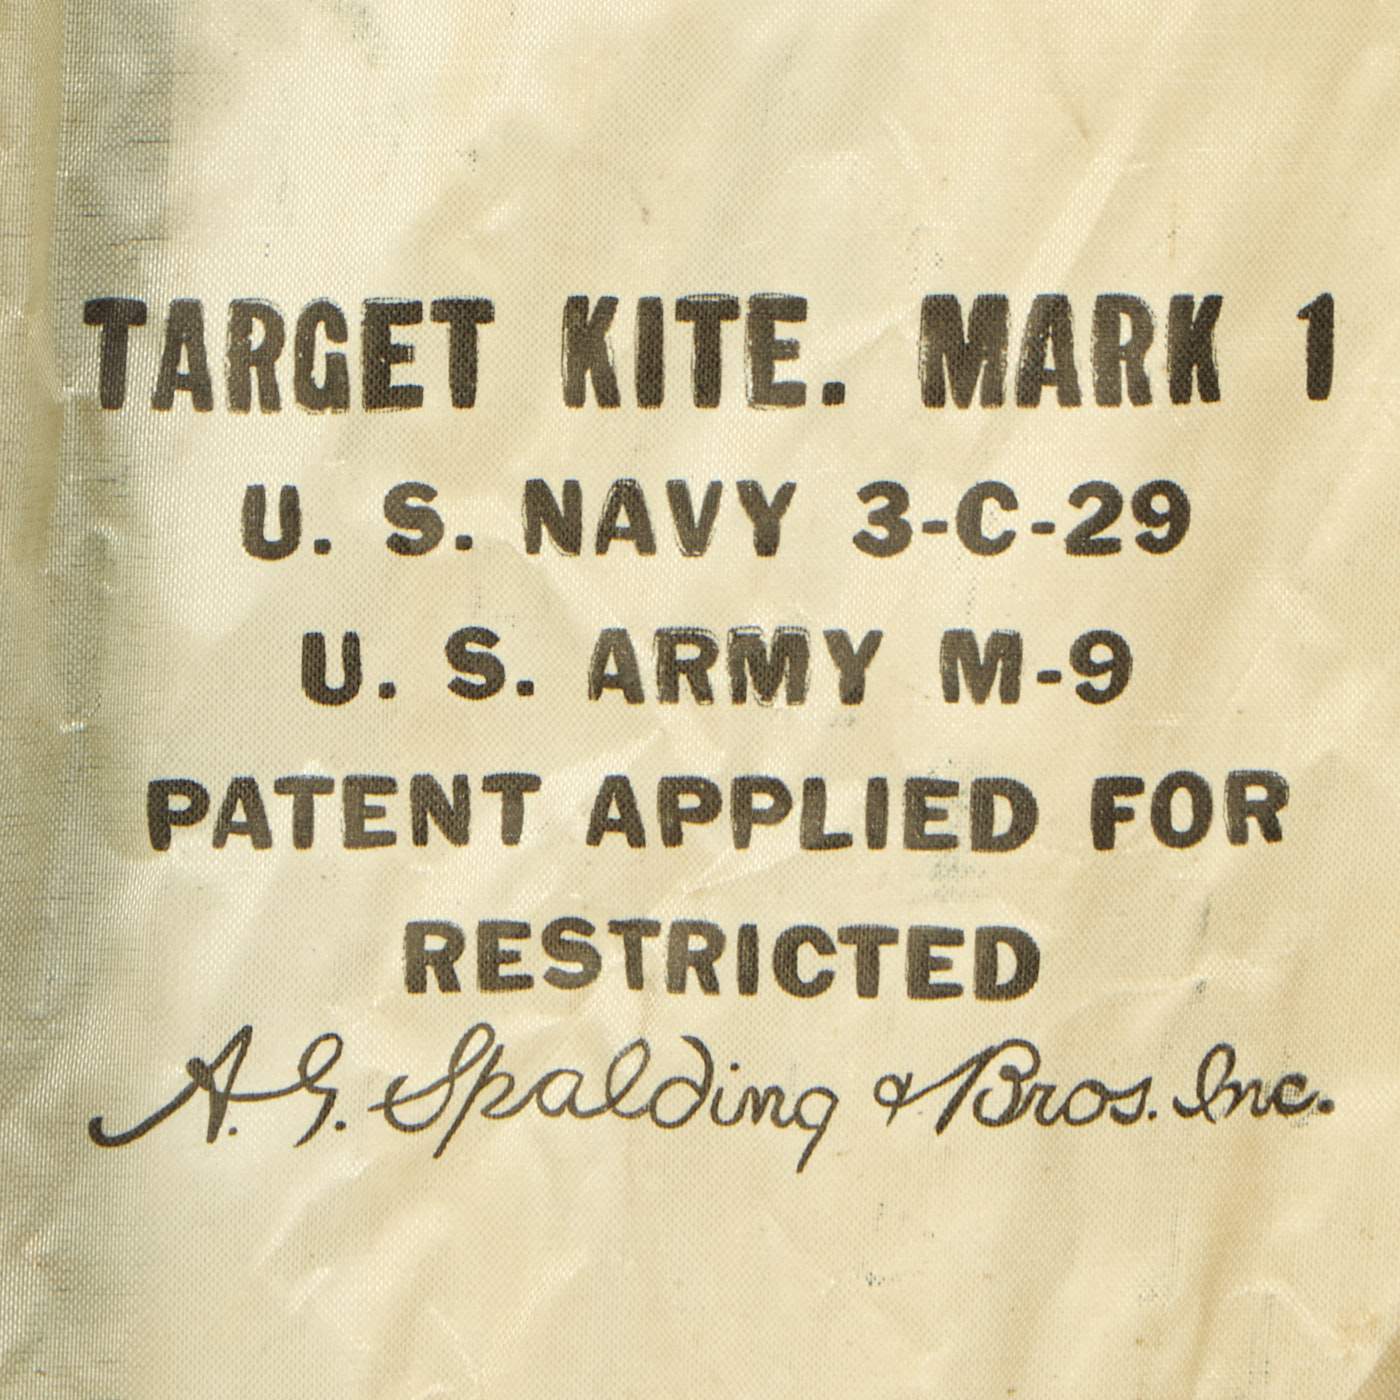 TARGET KITE. MARK 1
U. S. NAVY 3-C-29
U. S. ARMY M-9
PATENT APPLIED FOR
RESTRICTED
A.G. Spalding & Bros. Inc.